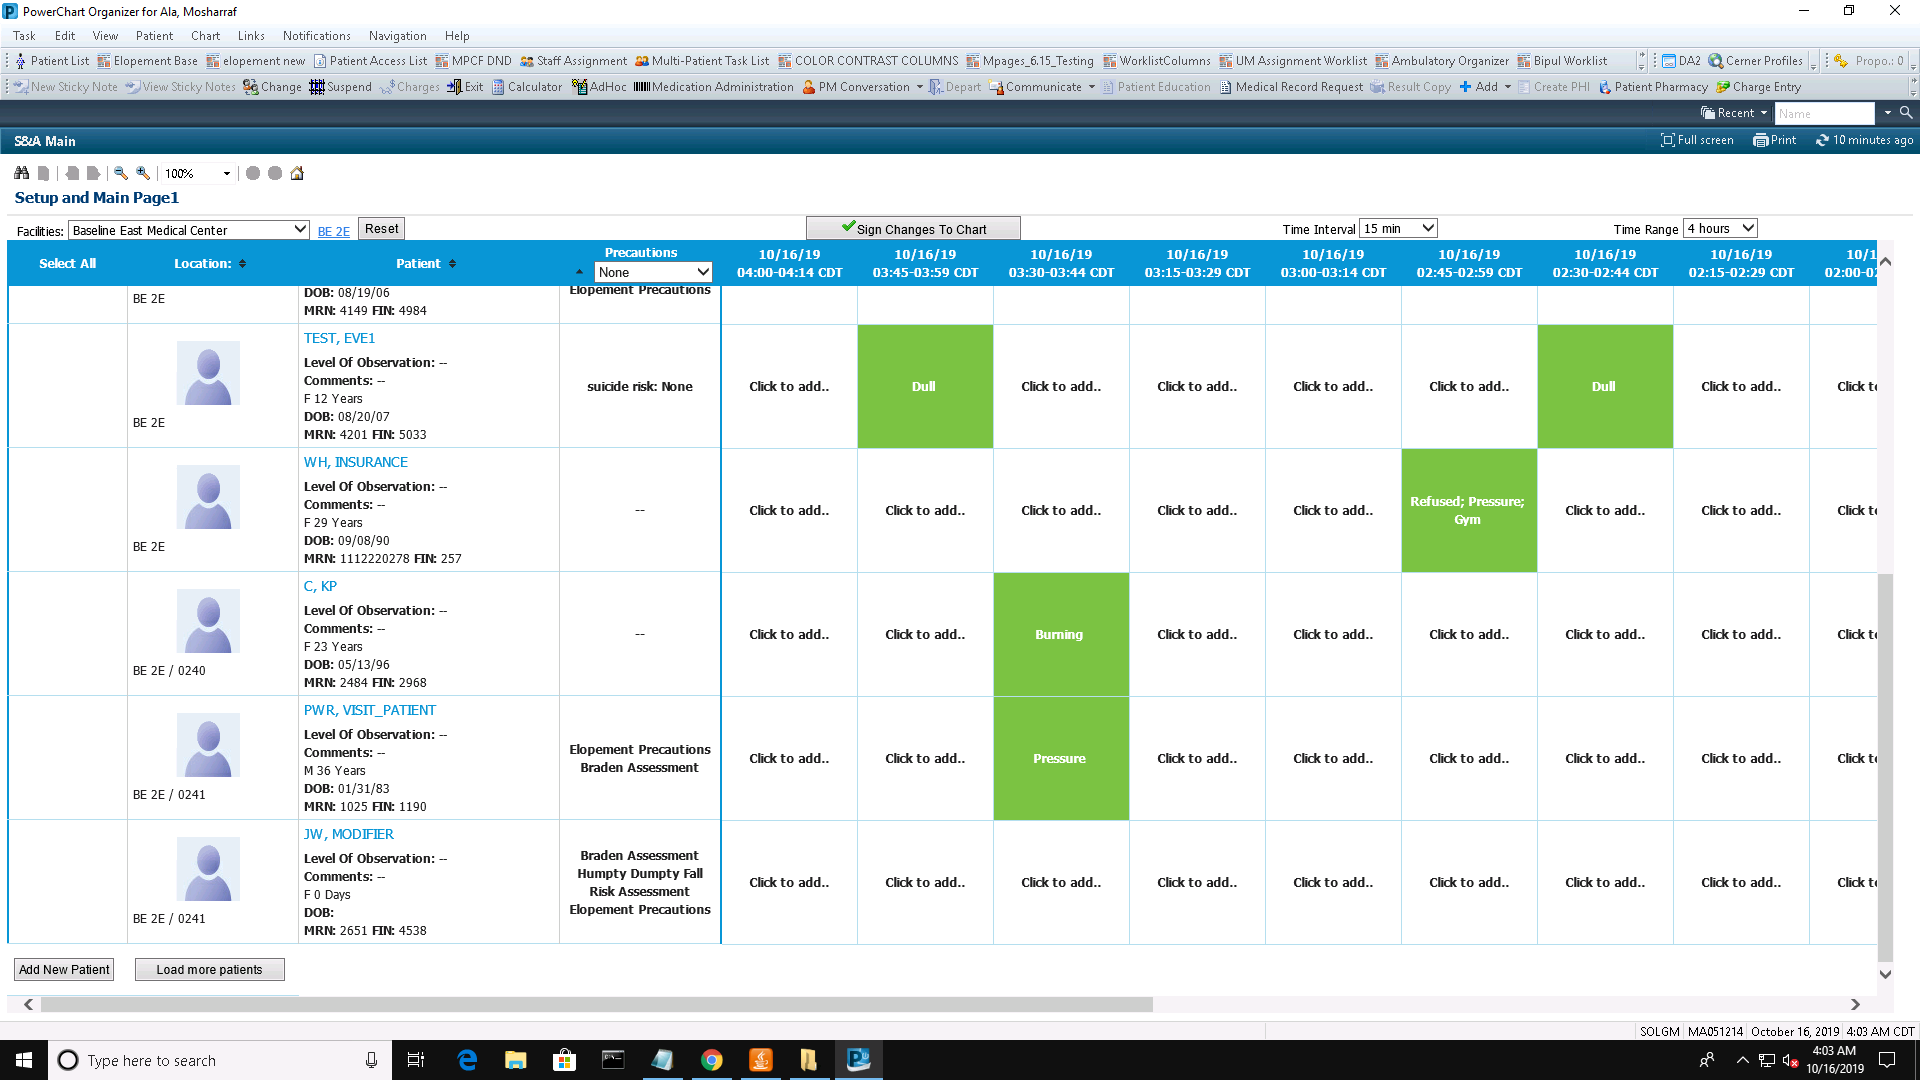 PowerChart Organizer for Ala, Mosharraf
Task Edit View Patient Chart Links Notifications Navigation Help
Patient List Elopement Base elopement new Patient Access List MPCF DND Staff Assignment Multi-Patient Task List COLOR CONTRAST COLUMNS Mpages_6.15_Testing WorklistColumns UM Assignment Worklist Ambulatory Organizer Bipul Worklist DA2 Cerner Profiles Propo.: 0
New Sticky Note View Sticky Notes Change Suspend Charges Exit Calculator AdHoc Medication Administration PM Conversation Depart Communicate Patient Education Medical Record Request Result Copy Add Create PHI Patient Pharmacy Charge Entry
Recent Name
S&A Main Full screen Print 10 minutes ago
100%
Setup and Main Page1
Facilities: Baseline East Medical Center BE 2E Reset Sign Changes To Chart Time Interval 15 min Time Range 4 hours
Select All Location: Patient Precautions None
10/16/19 10/16/19 10/16/19 10/16/19 10/16/19 10/16/19 10/16/19 10/16/19 10/1
04:00-04:14 CDT 03:45-03:59 CDT 03:30-03:44 CDT 03:15-03:29 CDT 03:00-03:14 CDT 02:45-02:59 CDT 02:30-02:44 CDT 02:15-02:29 CDT 02:00-02:
BE 2E DOB: 08/19/06 Elopement Precautions
MRN: 4149 FIN: 4984
TEST, EVE1
Level Of Observation: --
Comments: --
F 12 Years
DOB: 08/20/07
MRN: 4201 FIN: 5033
BE 2E
suicide risk: None Click to add.. Dull Click to add.. Click to add.. Click to add.. Click to add.. Dull Click to add.. Click t
WH, INSURANCE
Level Of Observation: --
Comments: --
F 29 Years
DOB: 09/08/90
MRN: 1112220278 FIN: 257
BE 2E
-- Click to add.. Click to add.. Click to add.. Click to add.. Click to add.. Refused; Pressure; Gym Click to add.. Click to add.. Click t
C, KP
Level Of Observation: --
Comments: --
F 23 Years
DOB: 05/13/96
MRN: 2484 FIN: 2968
BE 2E / 0240
-- Click to add.. Click to add.. Burning Click to add.. Click to add.. Click to add.. Click to add.. Click to add.. Click t
PWR, VISIT_PATIENT
Level Of Observation: --
Comments: --
M 36 Years
DOB: 01/31/83
MRN: 1025 FIN: 1190
BE 2E / 0241
Elopement Precautions
Braden Assessment
Click to add.. Click to add.. Pressure Click to add.. Click to add.. Click to add.. Click to add.. Click to add.. Click t
JW, MODIFIER
Level Of Observation: --
Comments: --
F 0 Days
DOB:
MRN: 2651 FIN: 4538
BE 2E / 0241
Braden Assessment
Humpty Dumpty Fall
Risk Assessment
Elopement Precautions
Click to add.. Click to add.. Click to add.. Click to add.. Click to add.. Click to add.. Click to add.. Click to add.. Click t
Add New Patient Load more patients
SOLGM MA051214 October 16, 2019 4:03 AM CDT
Type here to search
4:03 AM
10/16/2019